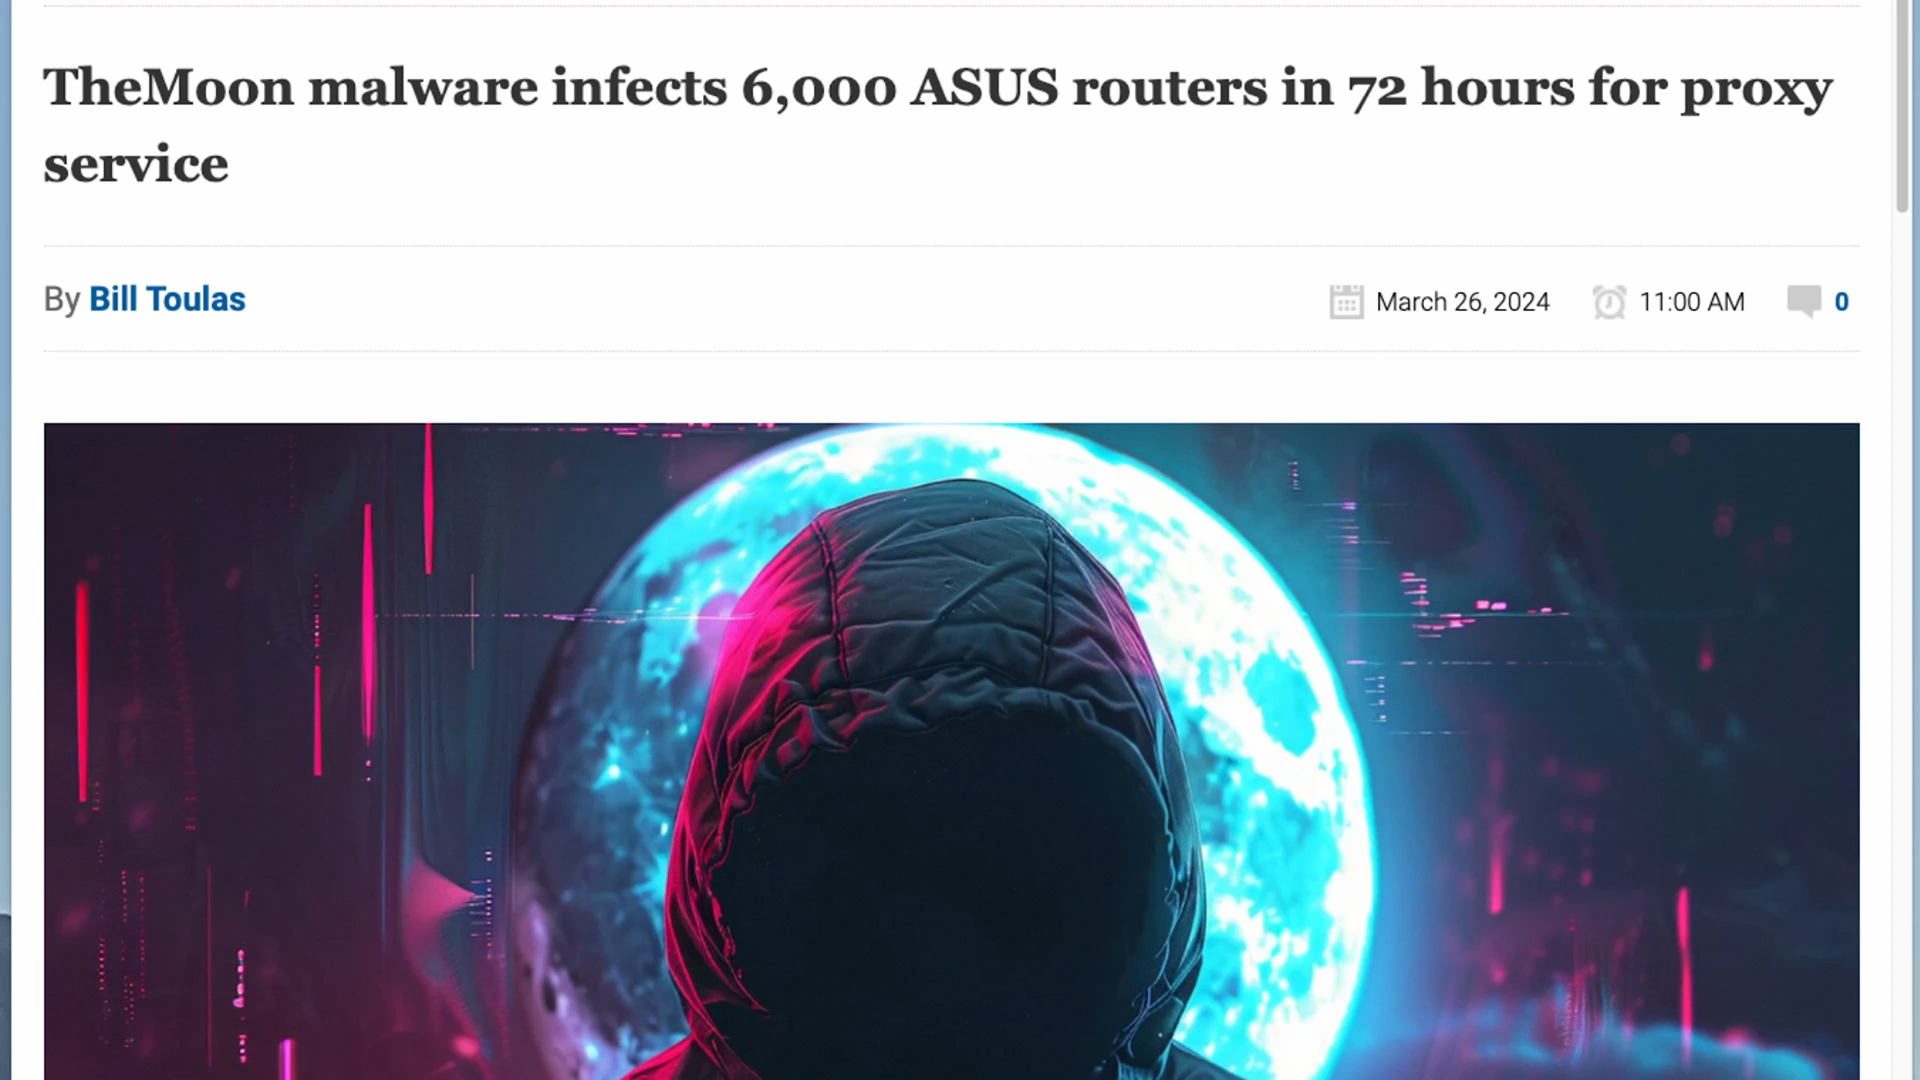 TheMoon malware infects 6,000 ASUS routers in 72 hours for proxy
service
By Bill Toulas
March 26, 2024
11:00 AM
0